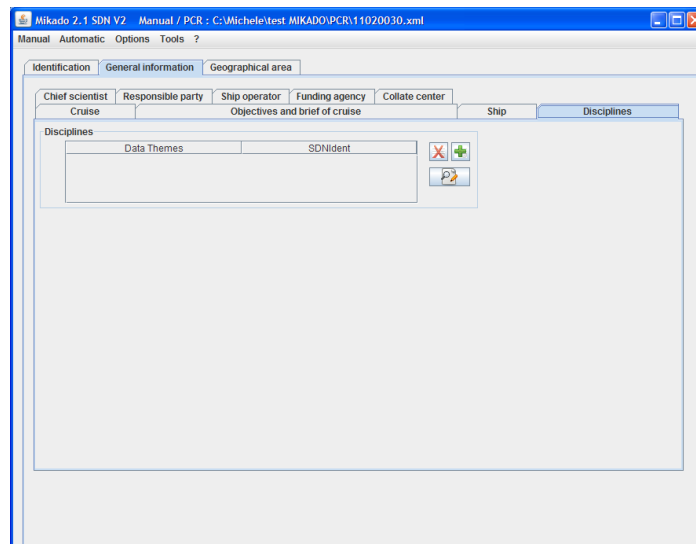 Mikado 2.1 SDN V2 Manual / PCR : C:\Michele\test MIKADO\PCR\11020030.xml
Manual Automatic Options Tools ?
Identification General information Geographical area
Chief scientist Responsible party Ship operator Funding agency Collate center
Cruise Objectives and brief of cruise Ship Disciplines
Disciplines
Data Themes SDNIdent